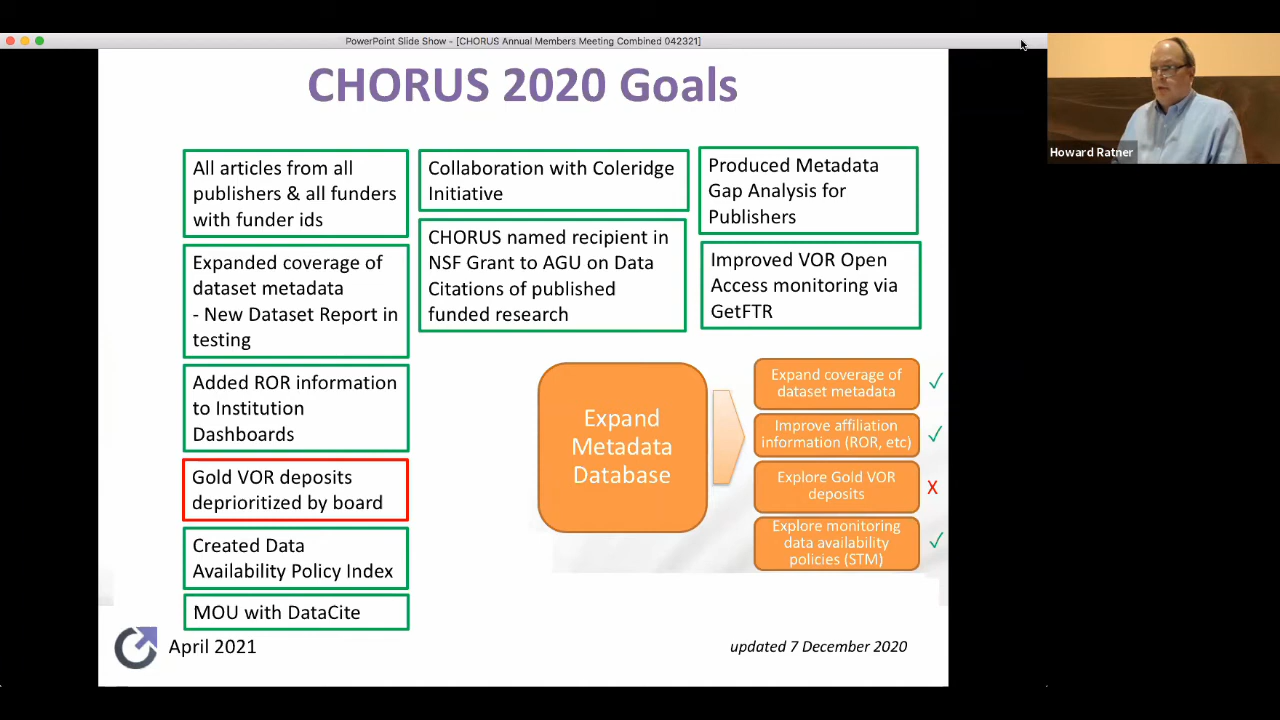 PowerPoint Slide Show - [CHORUS Annual Members Meeting Combined 042321]
CHORUS 2020 Goals
All articles from all
publishers & all funders
with funder ids
Expanded coverage of
dataset metadata
- New Dataset Report in
testing
Added ROR information
to Institution
Dashboards
Gold VOR deposits
deprioritized by board
Created Data
Availability Policy Index
MOU with DataCite
Collaboration with Coleridge
Initiative
CHORUS named recipient in
NSF Grant to AGU on Data
Citations of published
funded research
Produced Metadata
Gap Analysis for
Publishers
Improved VOR Open
Access monitoring via
GetFTR
Expand
Metadata
Database
Expand coverage of
dataset metadata
✓
Improve affiliation
information (ROR, etc)
✓
Explore Gold VOR
deposits
X
Explore monitoring
data availability
policies (STM)
✓
April 2021
updated 7 December 2020
Howard Ratner